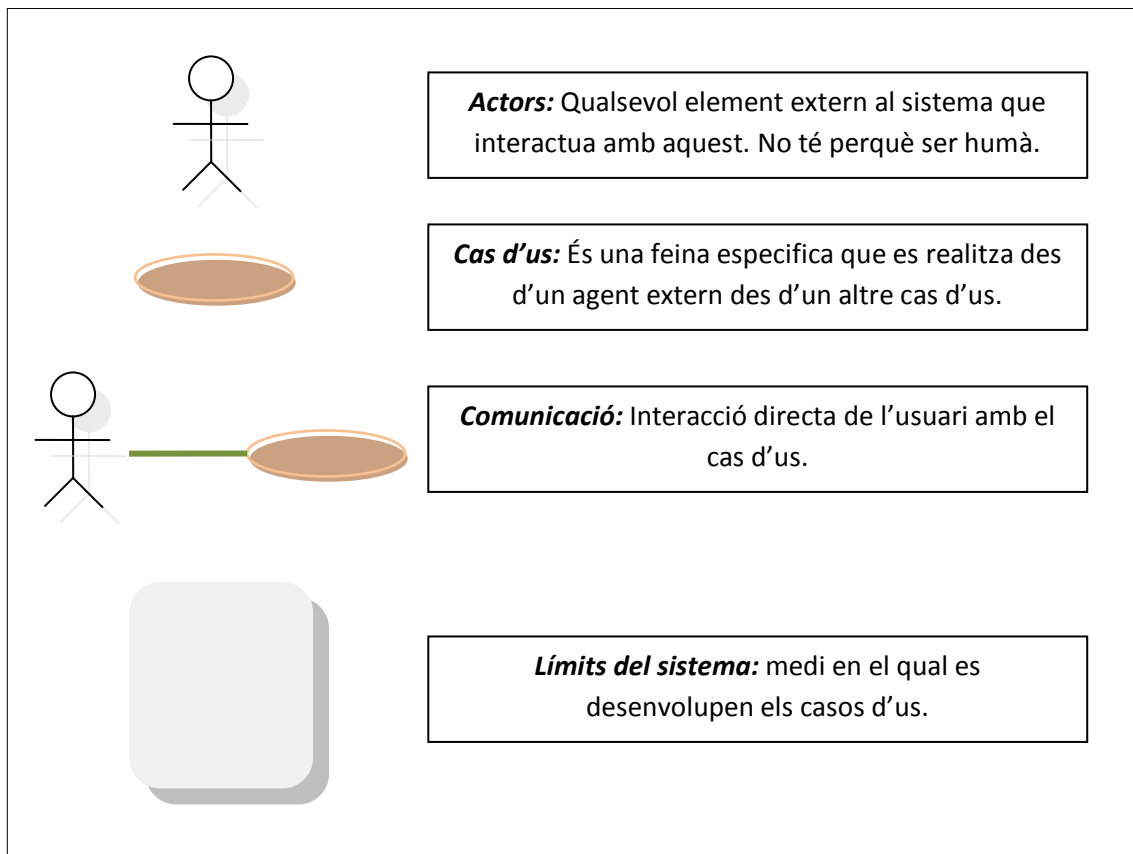 Actors: Qualsevol element extern al sistema que
interactua amb aquest. No té perquè ser humà.
Cas d’us: És una feina especifica que es realitza des
d’un agent extern des d’un altre cas d’us.
Comunicació: Interacció directa de l’usuari amb el
cas d’us.
Límits del sistema: medi en el qual es
desenvolupen els casos d’us.